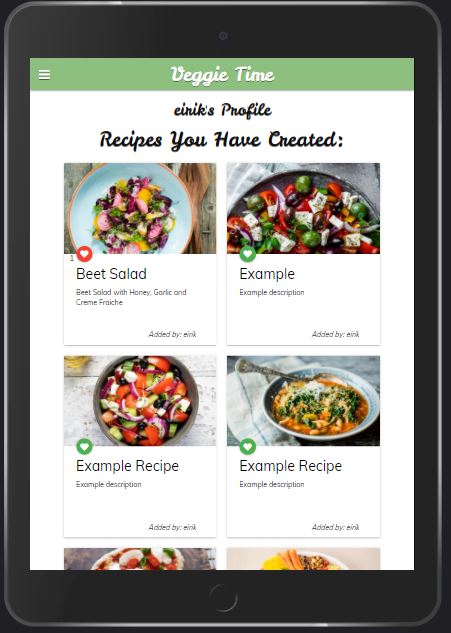 Veggie Time
eirik's Profile
Recipes You Have Created:
1
Beet Salad
Beet Salad with Honey, Garlic and
Creme Fraiche
Added by: eirik
Example
Example description
Added by: eirik
Example Recipe
Example description
Added by: eirik
Example Recipe
Example description
Added by: eirik